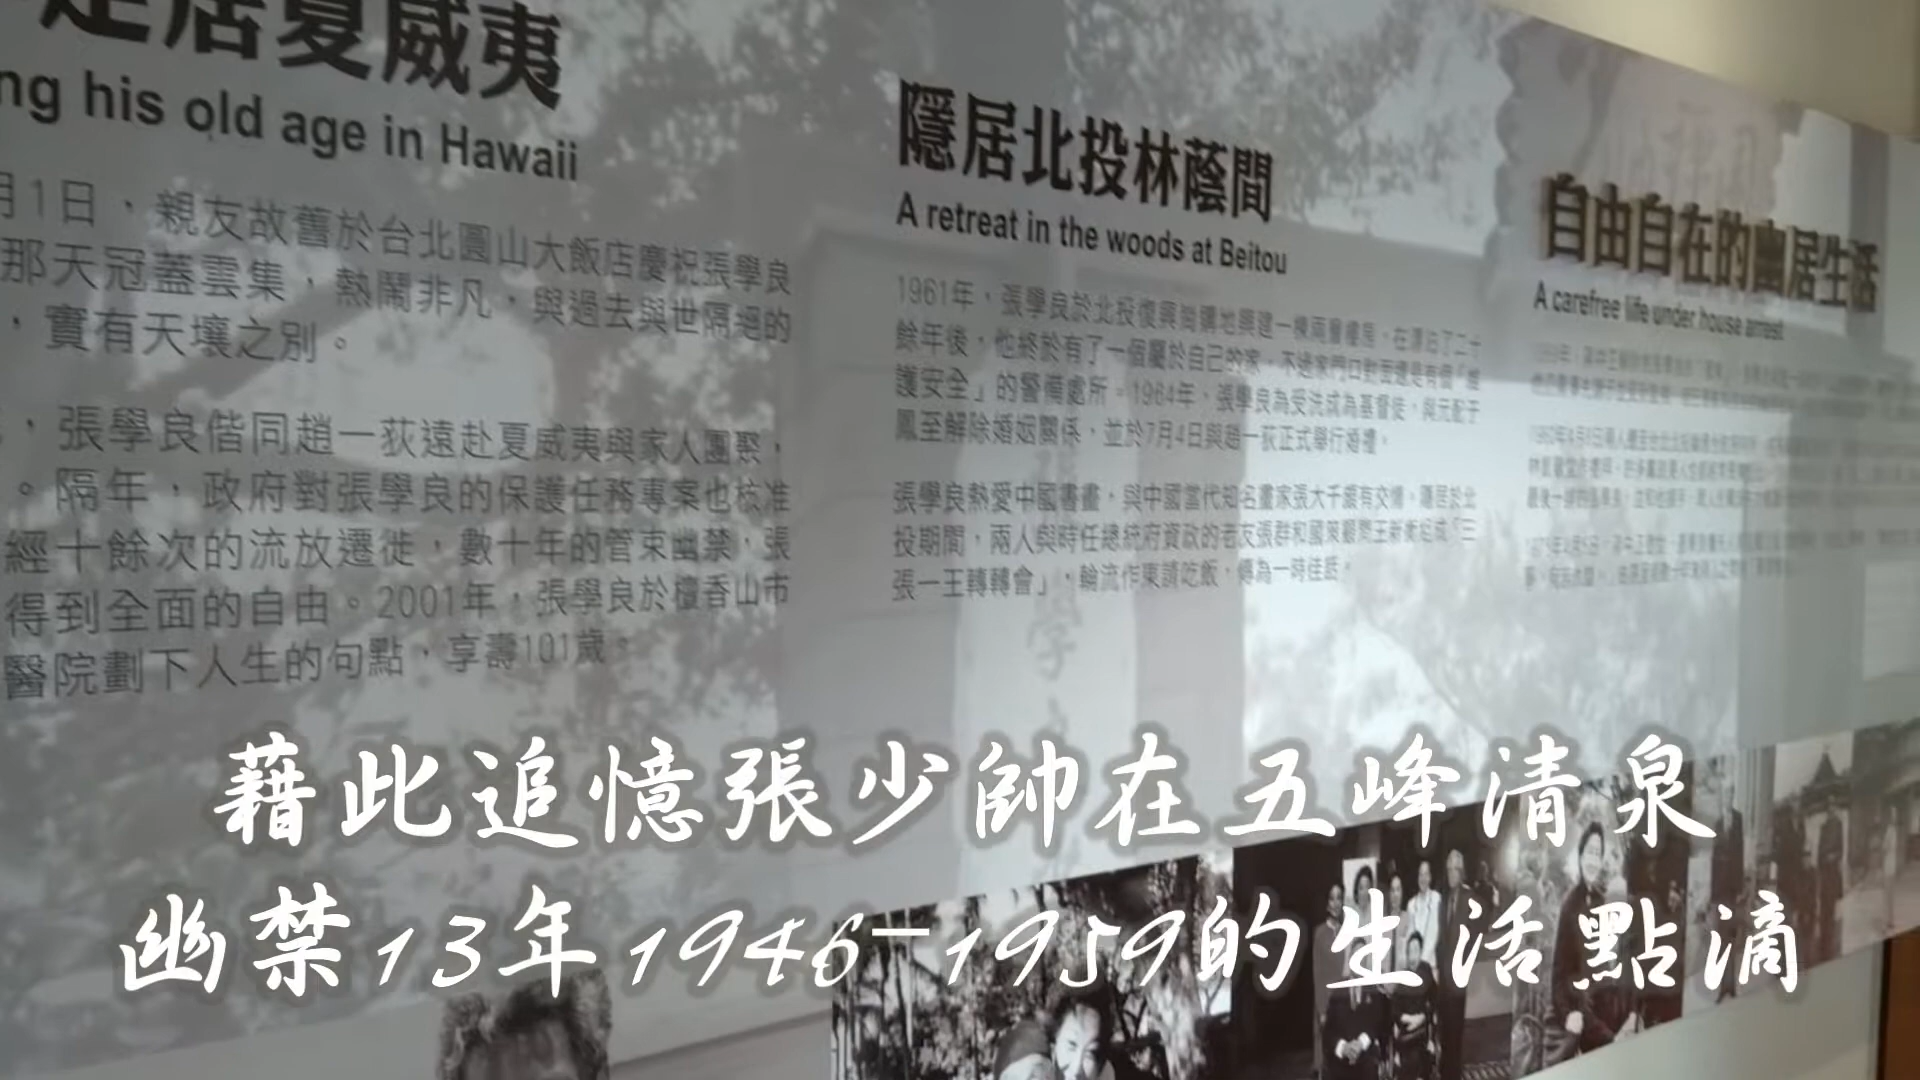 定居夏威夷
ng his old age in Hawaii
月1日，親友故舊於台北圓山大飯店慶祝張學良
那天冠蓋雲集，熱鬧非凡，與過去與世隔絕的
，實有天壤之別。
，張學良偕同趙一荻遠赴夏威夷與家人團聚，
。隔年，政府對張學良的保護任務專案也核准
經十餘次的流放遷徙，數十年的管束幽禁，張
得到全面的自由。2001年，張學良於檀香山市
醫院劃下人生的句點，享壽101歲。
隱居北投林蔭間
A retreat in the woods at Beitou
1961年，張學良於北投復興崗購地興建一棟兩層樓房，在漂泊了二十
餘年後，他終於有了一個屬於自己的家，不過家門口對面還是有個「維
護安全」的警備處所。1964年，張學良為受洗成為基督徒，與元配于
鳳至解除婚姻關係，並於7月4日與趙一荻正式舉行婚禮。
張學良熱愛中國書畫，與中國當代知名畫家張大千頗有交情。隱居於北
投期間，兩人與時任總統府資政的老友張群和國策顧問王新衡組成「三
張一王轉轉會」，輪流作東請吃飯，傳為一時佳話。
自由自在的幽居生活
A carefree life under house arrest
藉此追憶張少帥在五峰清泉
幽禁13年1946-1959的生活點滴